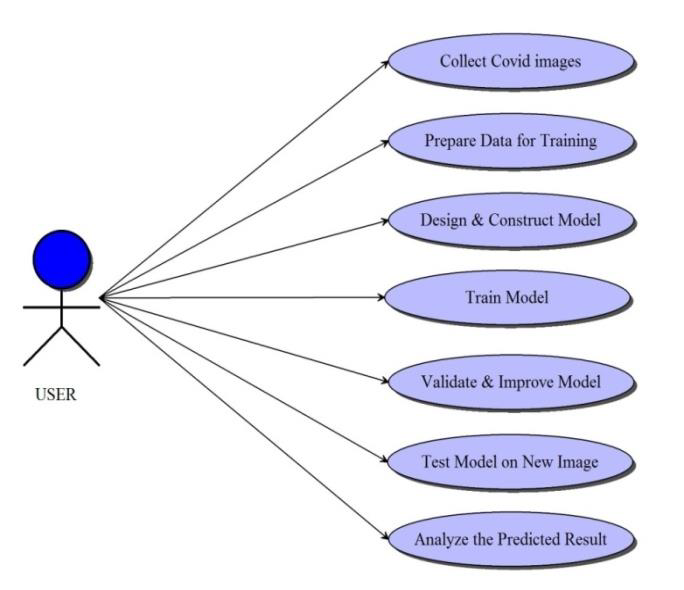 Collect Covid images
Prepare Data for Training
Design & Construct Model
Train Model
Validate & Improve Model
USER
Test Model on New Image
Analyze the Predicted Result